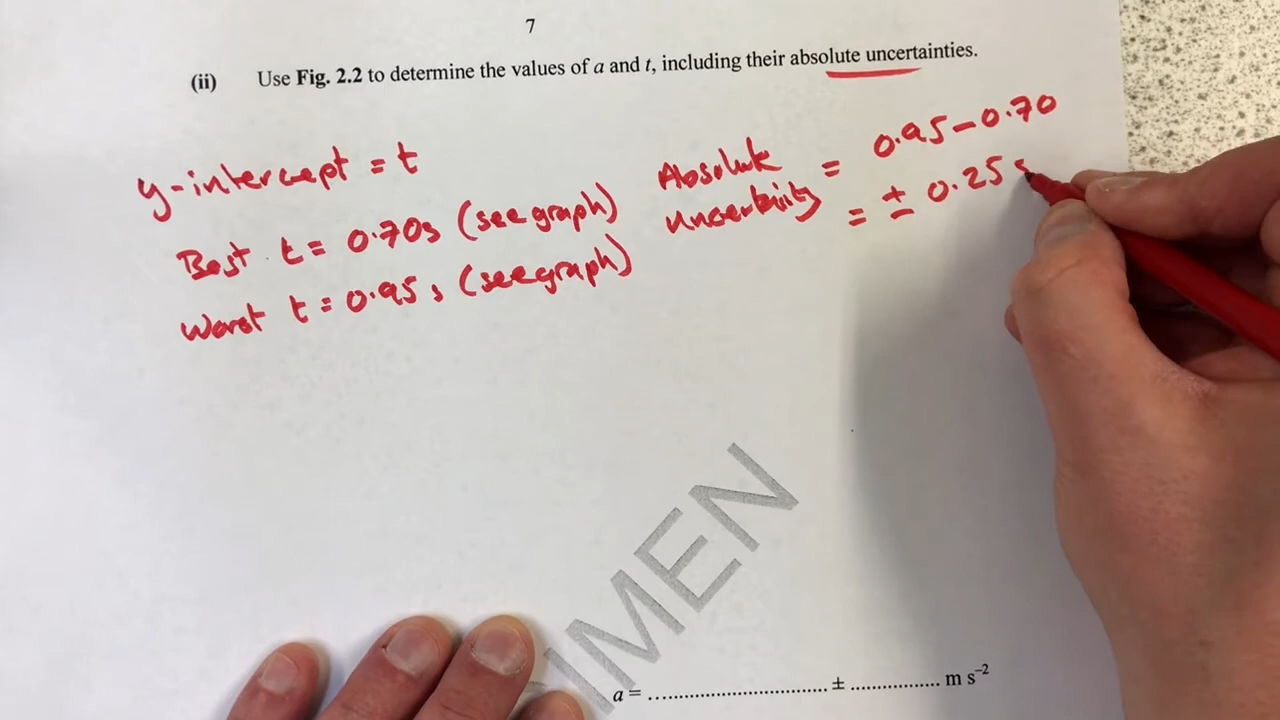 7
(ii) Use Fig. 2.2 to determine the values of a and t, including their absolute uncertainties.
y-intercept = t
Best t = 0.70s (see graph)
Worst t = 0.95 s (see graph)
Absolute uncertainty = 0.95 - 0.70
= ± 0.25 s
IMEN
a = ................................ ± ................. m s⁻²